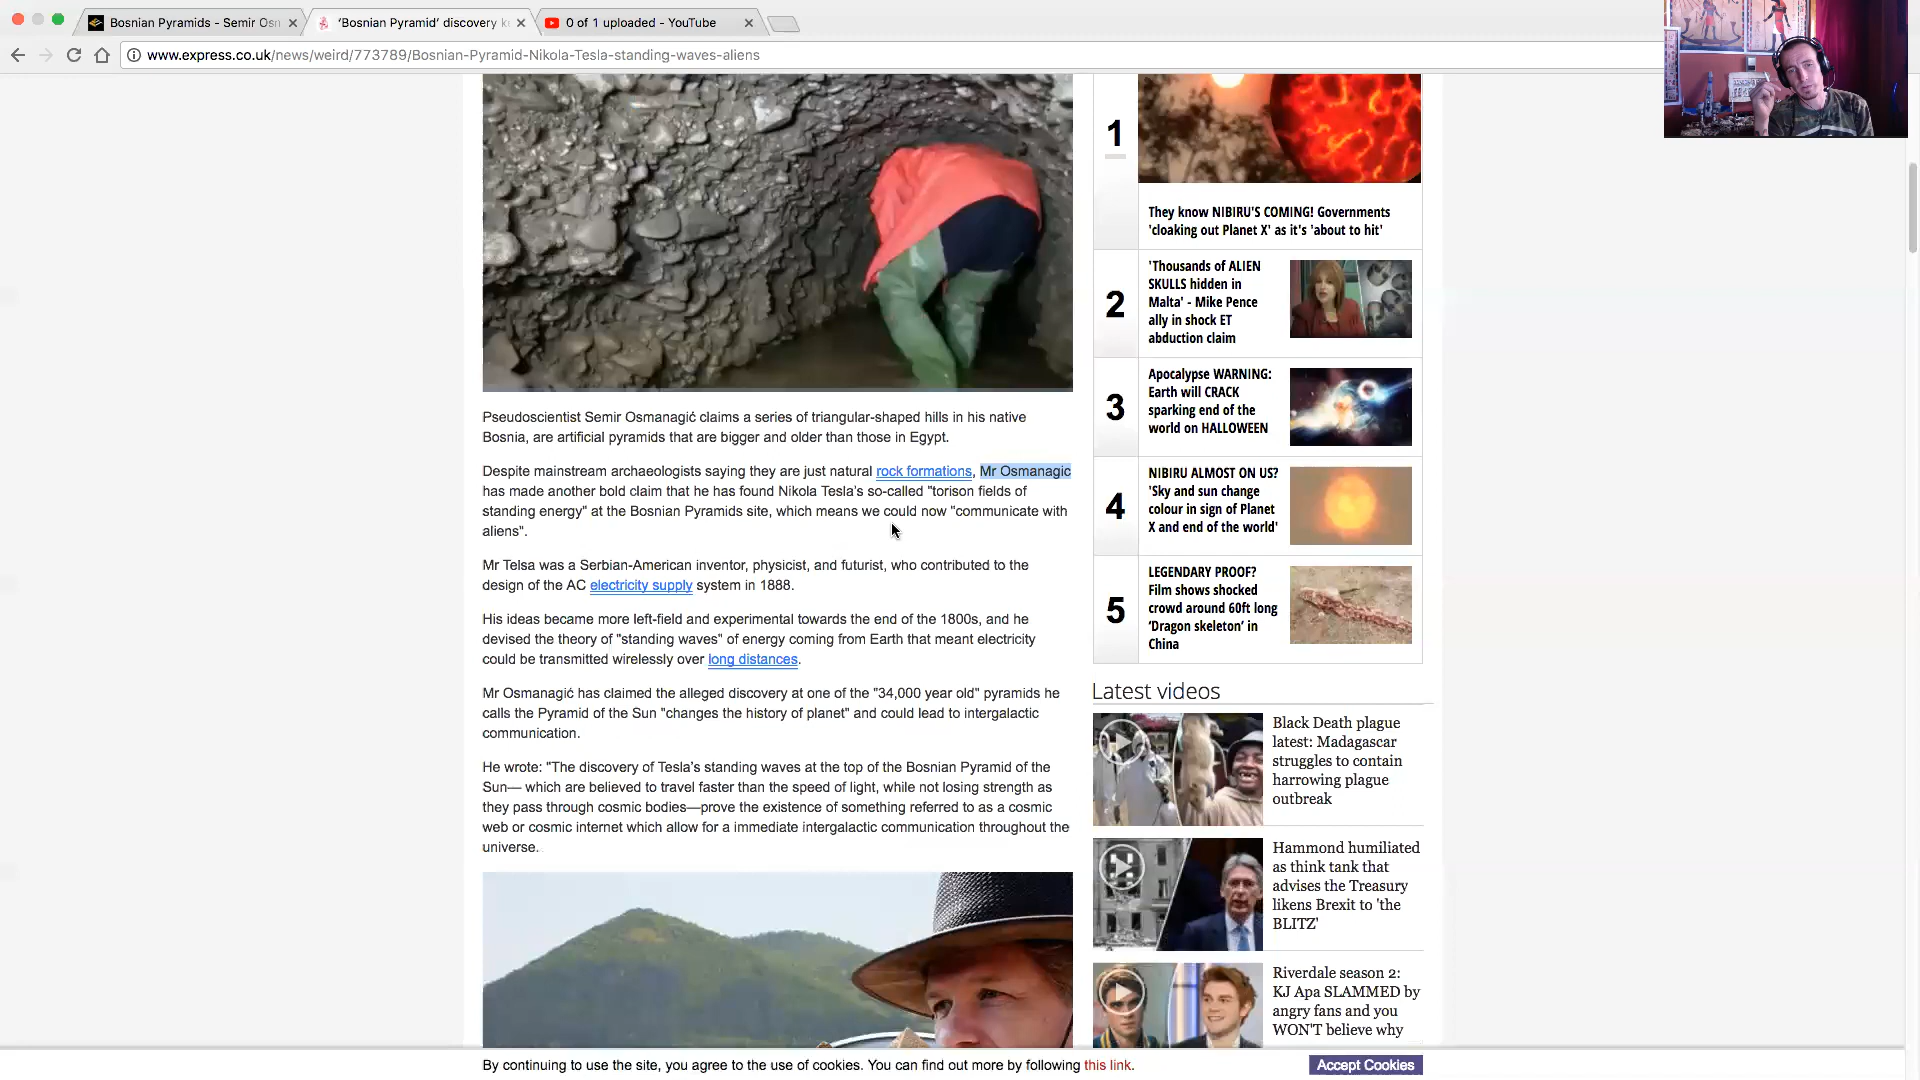 Bosnian Pyramids - Semir Osm
'Bosnian Pyramid' discovery k
0 of 1 uploaded - YouTube
www.express.co.uk/news/weird/773789/Bosnian-Pyramid-Nikola-Tesla-standing-waves-aliens
Pseudoscientist Semir Osmanagić claims a series of triangular-shaped hills in his native
Bosnia, are artificial pyramids that are bigger and older than those in Egypt.
Despite mainstream archaeologists saying they are just natural rock formations, Mr Osmanagic
has made another bold claim that he has found Nikola Tesla's so-called "torison fields of
standing energy" at the Bosnian Pyramids site, which means we could now "communicate with
aliens".
Mr Telsa was a Serbian-American inventor, physicist, and futurist, who contributed to the
design of the AC electricity supply system in 1888.
His ideas became more left-field and experimental towards the end of the 1800s, and he
devised the theory of "standing waves" of energy coming from Earth that meant electricity
could be transmitted wirelessly over long distances.
Mr Osmanagić has claimed the alleged discovery at one of the "34,000 year old" pyramids he
calls the Pyramid of the Sun "changes the history of planet" and could lead to intergalactic
communication.
He wrote: "The discovery of Tesla's standing waves at the top of the Bosnian Pyramid of the
Sun— which are believed to travel faster than the speed of light, while not losing strength as
they pass through cosmic bodies—prove the existence of something referred to as a cosmic
web or cosmic internet which allow for a immediate intergalactic communication throughout the
universe.
1
They know NIBIRU'S COMING! Governments
'cloaking out Planet X' as it's 'about to hit'
2
'Thousands of ALIEN
SKULLS hidden in
Malta' - Mike Pence
ally in shock ET
abduction claim
3
Apocalypse WARNING:
Earth will CRACK
sparking end of the
world on HALLOWEEN
4
NIBIRU ALMOST ON US?
'Sky and sun change
colour in sign of Planet
X and end of the world'
5
LEGENDARY PROOF?
Film shows shocked
crowd around 60ft long
'Dragon skeleton' in
China
Latest videos
Black Death plague
latest: Madagascar
struggles to contain
harrowing plague
outbreak
Hammond humiliated
as think tank that
advises the Treasury
likens Brexit to 'the
BLITZ'
Riverdale season 2:
KJ Apa SLAMMED by
angry fans and you
WON'T believe why
By continuing to use the site, you agree to the use of cookies. You can find out more by following this link.
Accept Cookies